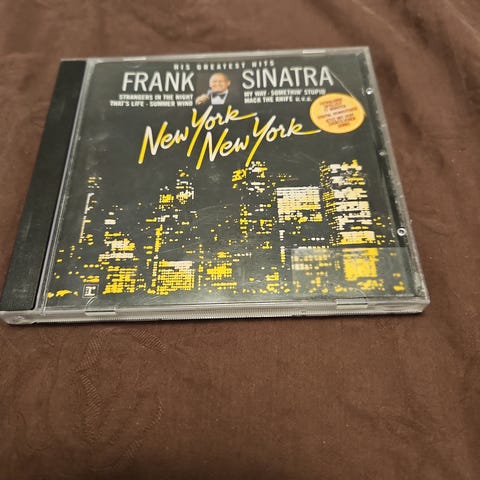 HIS GREATEST HITS
FRANK SINATRA
STRANGERS IN THE NIGHT
THAT'S LIFE · SUMMER WIND
MY WAY · SOMETHIN' STUPID
MACK THE KNIFE u.v.a.
New York
New York